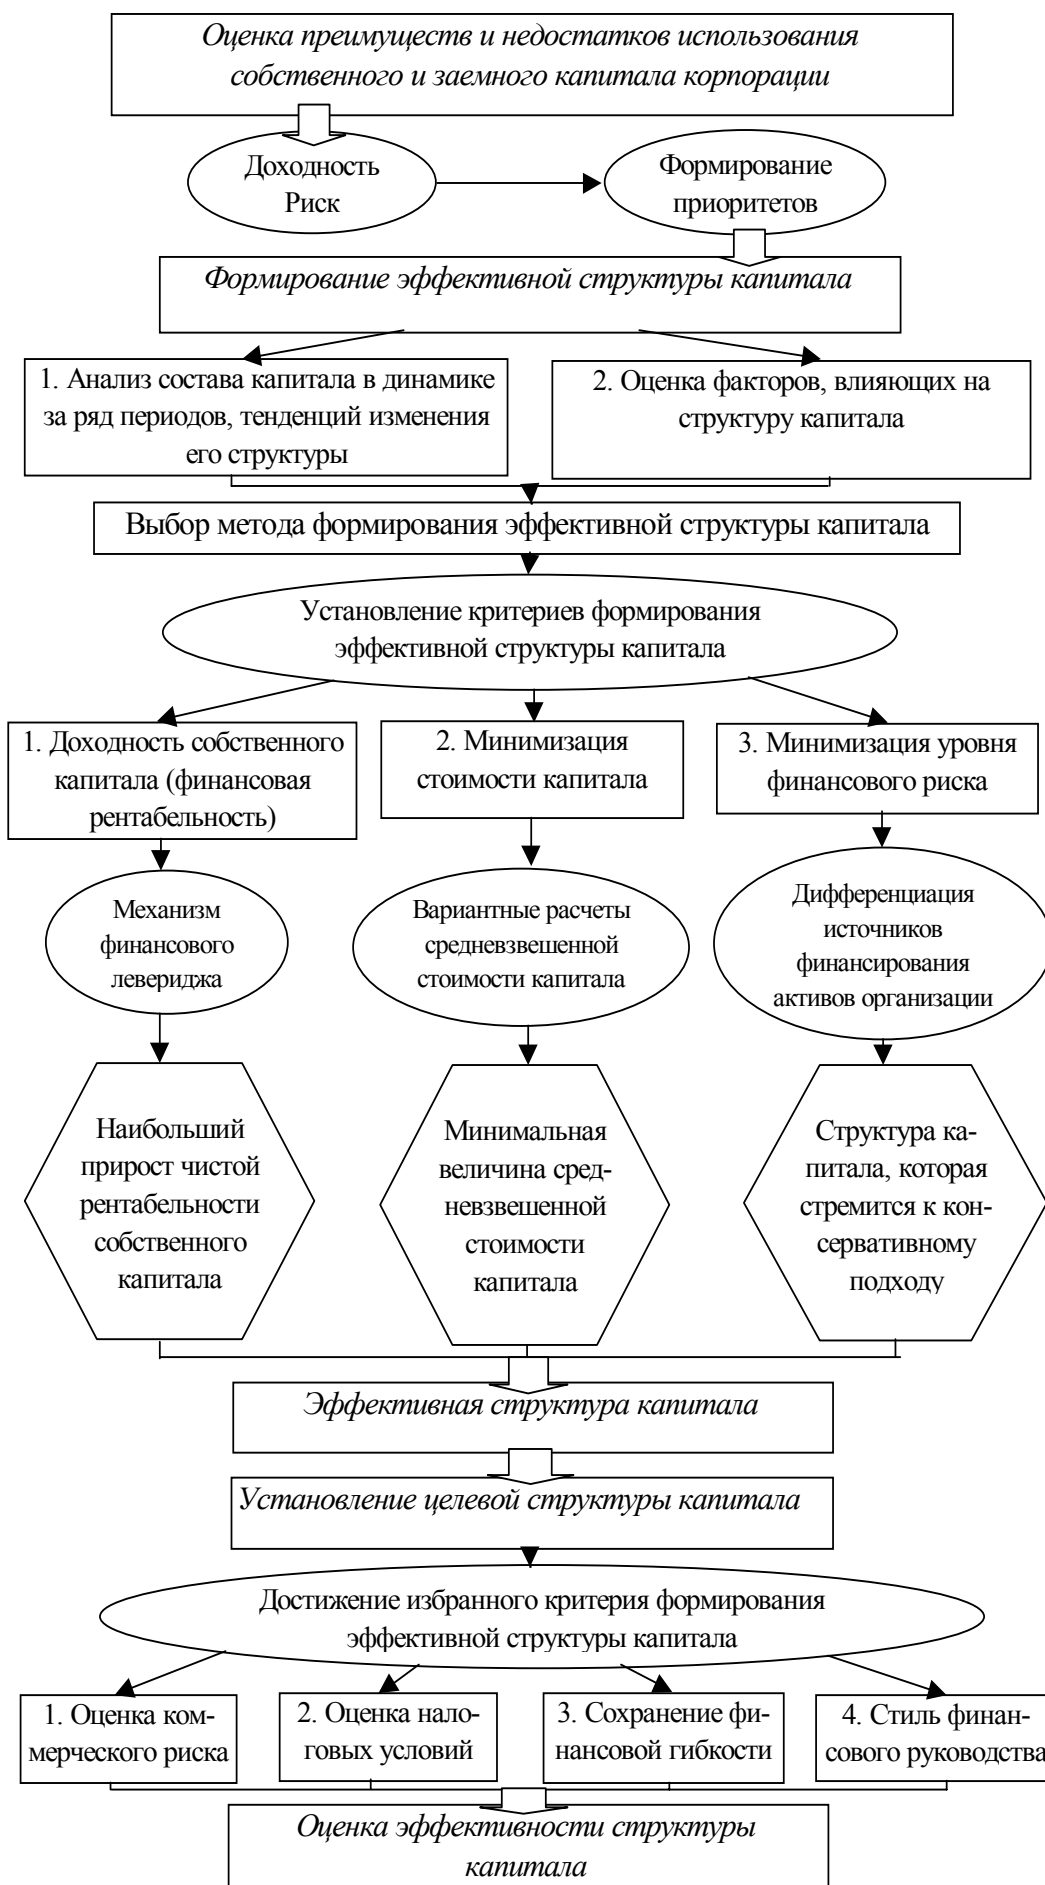 Оценка преимуществ и недостатков использования
собственного и заемного капитала корпорации
Доходность
Риск
Формирование
приоритетов
Формирование эффективной структуры капитала
1. Анализ состава капитала в динамике
за ряд периодов, тенденций изменения
его структуры
2. Оценка факторов, влияющих на
структуру капитала
Выбор метода формирования эффективной структуры капитала
Установление критериев формирования
эффективной структуры капитала
1. Доходность собственного
капитала (финансовая
рентабельность)
2. Минимизация
стоимости капитала
3. Минимизация уровня
финансового риска
Механизм
финансового
левериджа
Вариантные расчеты
средневзвешенной
стоимости капитала
Дифференциация
источников
финансирования
активов организации
Наибольший
прирост чистой
рентабельности
собственного
капитала
Минимальная
величина сред-
невзвешенной
стоимости
капитала
Структура ка-
питала, которая
стремится к кон-
сервативному
подходу
Эффективная структура капитала
Установление целевой структуры капитала
Достижение избранного критерия формирования
эффективной структуры капитала
1. Оценка ком-
мерческого риска
2. Оценка нало-
говых условий
3. Сохранение фи-
нансовой гибкости
4. Стиль финан-
сового руководства
Оценка эффективности структуры
капитала